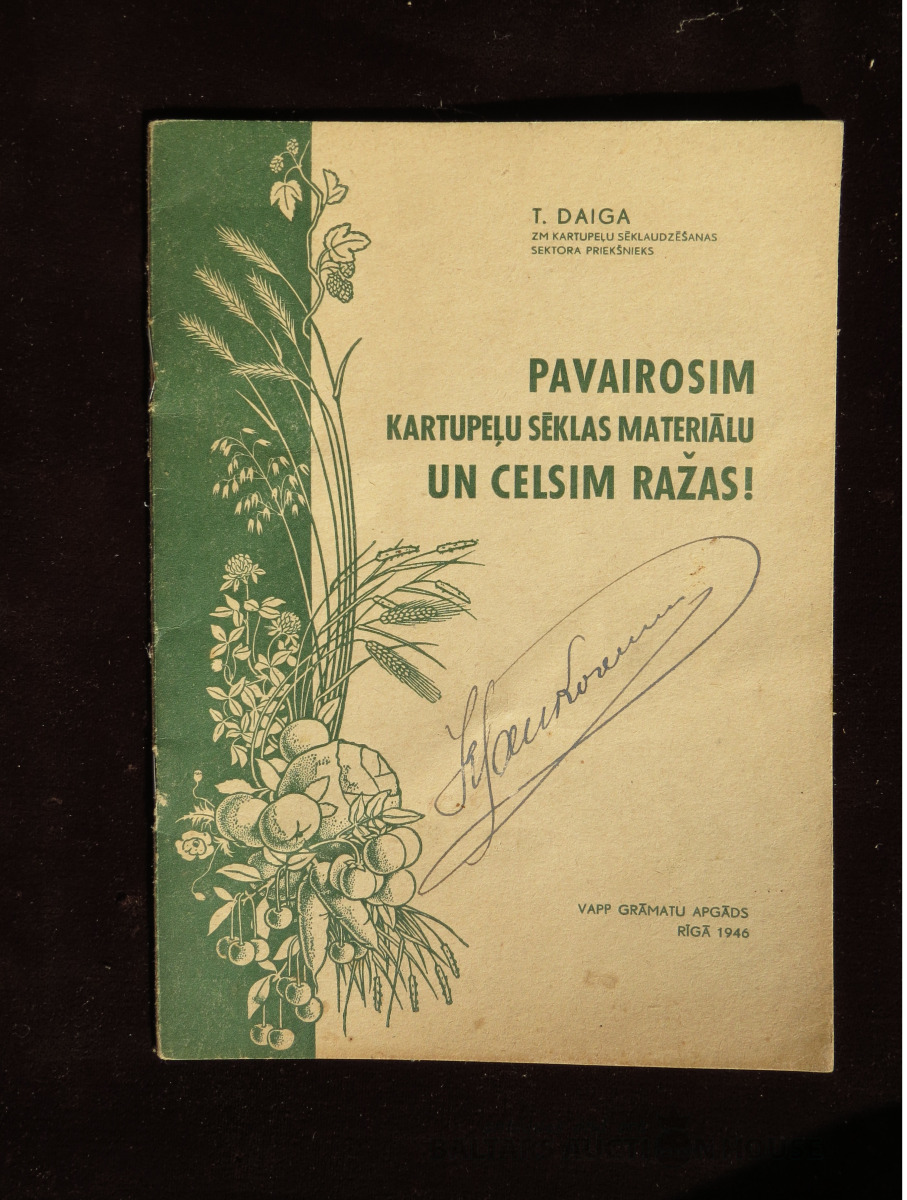 T. DAIGA
ZM KARTUPEĻU SĒKLAUDZĒŠANAS
SEKTORA PRIEKŠNIEKS
PAVAIROSIM
KARTUPEĻU SĒKLAS MATERIĀLU
UN CELSIM RAŽAS!
VAPP GRĀMATU APGĀDS
RĪGĀ 1946